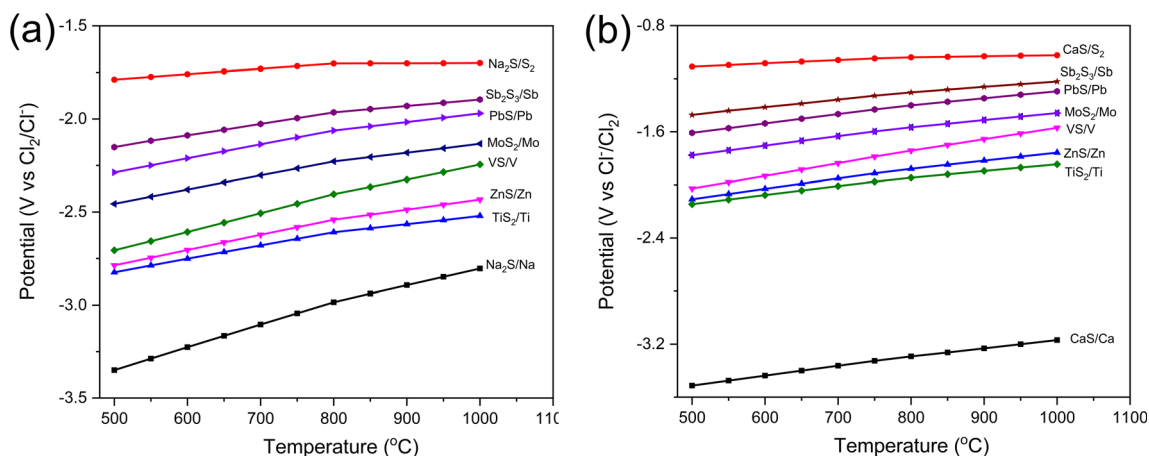 (a)
-1.5
-2.0
-2.5
-3.0
-3.5
Potential (V vs Cl₂/Cl⁻)
Na₂S/S₂
Sb₂S₃/Sb
PbS/Pb
MoS₂/Mo
VS/V
ZnS/Zn
TiS₂/Ti
Na₂S/Na
500 600 700 800 900 1000 110
Temperature (°C)
(b)
-0.8
-1.6
-2.4
-3.2
Potential (V vs Cl⁻/Cl₂)
CaS/S₂
Sb₂S₃/Sb
PbS/Pb
MoS₂/Mo
VS/V
ZnS/Zn
TiS₂/Ti
CaS/Ca
500 600 700 800 900 1000 1100
Temperature (°C)